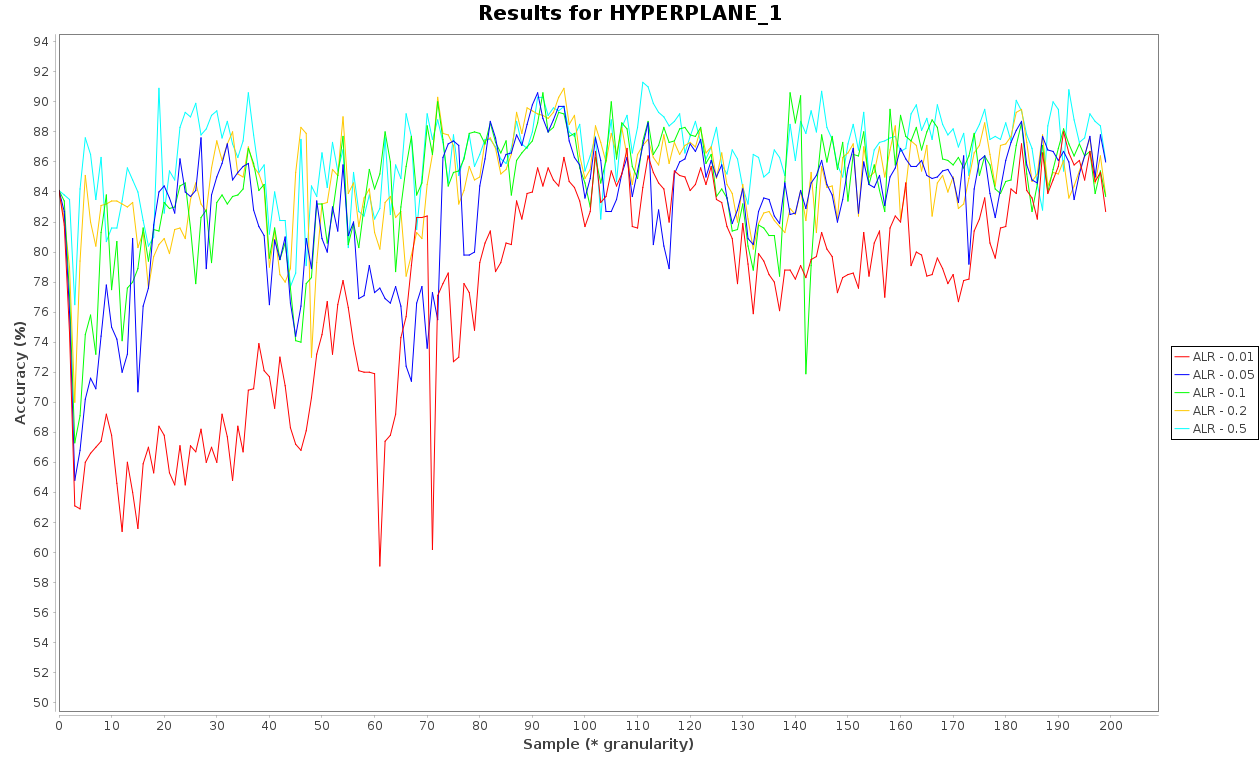 Results for HYPERPLANE_1
94
92
90
88
86
84
82
80
78
76
74
72
70
68
66
64
62
60
58
56
54
52
50
Accuracy (%)
0 10 20 30 40 50 60 70 80 90 100 110 120 130 140 150 160 170 180 190 200
Sample (* granularity)
ALR - 0.01
ALR - 0.05
ALR - 0.1
ALR - 0.2
ALR - 0.5